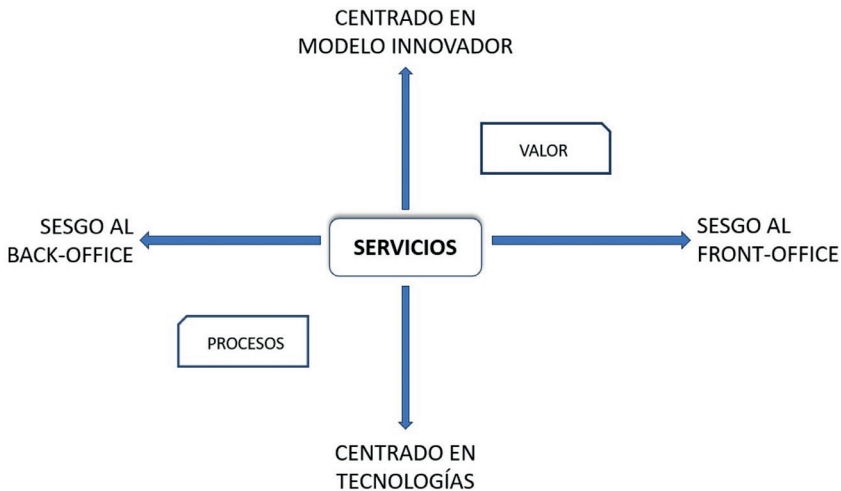 CENTRADO EN
MODELO INNOVADOR
VALOR
SESGO AL
BACK-OFFICE
SERVICIOS
SESGO AL
FRONT-OFFICE
PROCESOS
CENTRADO EN
TECNOLOGÍAS